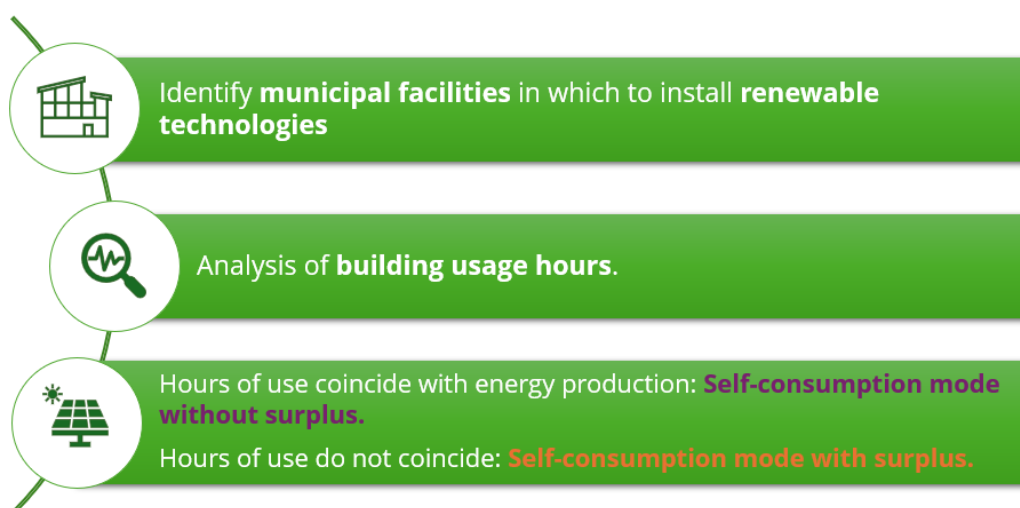 Identify municipal facilities in which to install renewable
technologies
Analysis of building usage hours.
Hours of use coincide with energy production: Self-consumption mode
without surplus.
Hours of use do not coincide: Self-consumption mode with surplus.